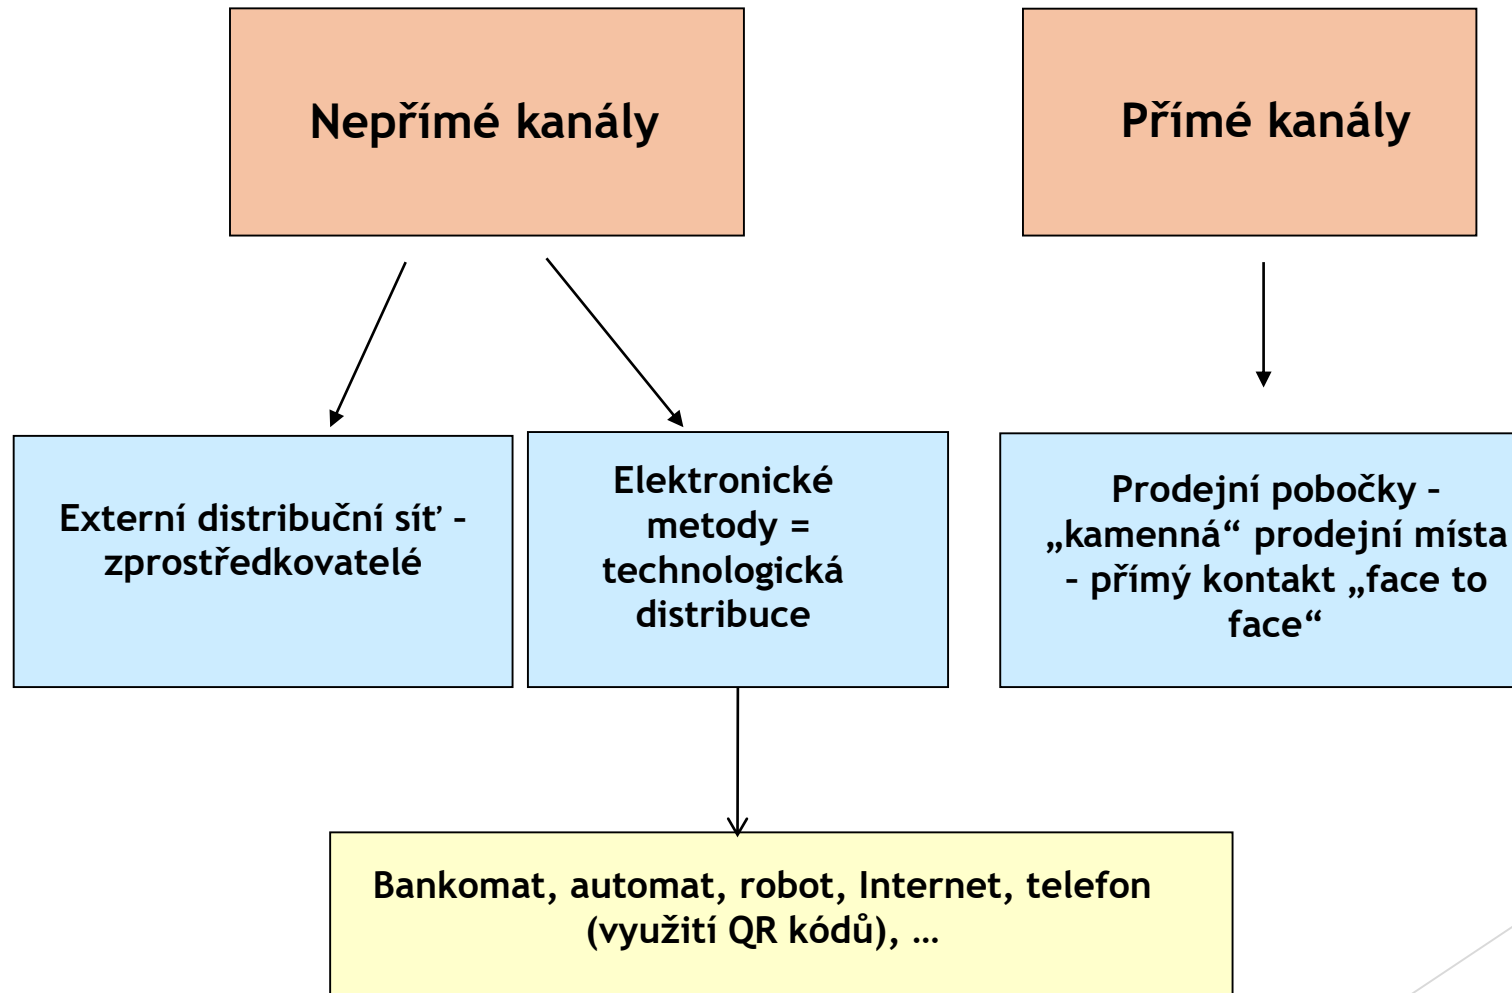 Nepřímé kanály
Přímé kanály
Externí distribuční síť –
zprostředkovatelé
Elektronické
metody =
technologická
distribuce
Prodejní pobočky –
„kamenná“ prodejní místa
– přímý kontakt „face to
face“
Bankomat, automat, robot, Internet, telefon
(využití QR kódů), …